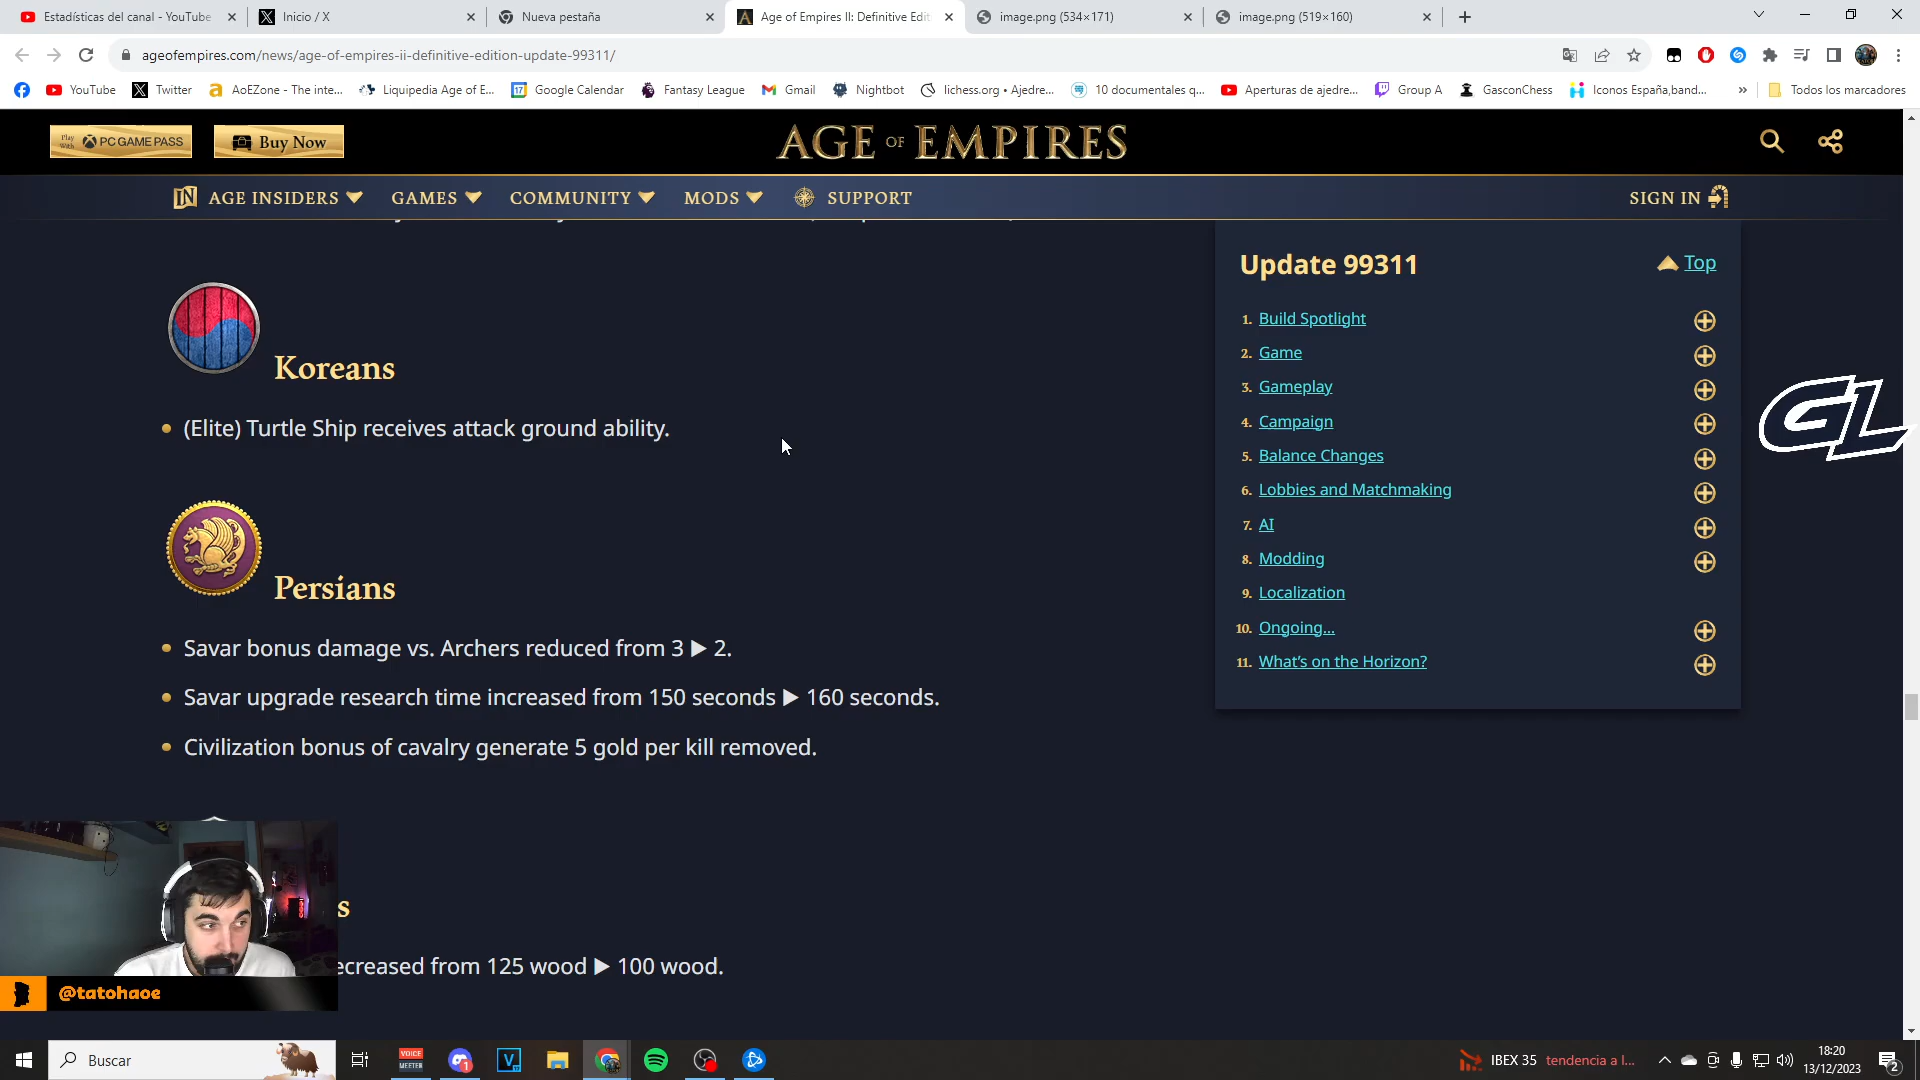 Estadísticas del canal - YouTube
Inicio / X
Nueva pestaña
Age of Empires II: Definitive Edit
image.png (534×171)
image.png (519×160)
ageofempires.com/news/age-of-empires-ii-definitive-edition-update-99311/
YouTube
Twitter
AoEZone - The inte...
Liquipedia Age of E...
Google Calendar
Fantasy League
Gmail
Nightbot
lichess.org • Ajedre...
10 documentales q...
Aperturas de ajedre...
Group A
GasconChess
Iconos España,band...
»
Todos los marcadores
Play With PC GAME PASS
Buy Now
AGE OF EMPIRES
AGE INSIDERS
GAMES
COMMUNITY
MODS
SUPPORT
SIGN IN
Koreans
(Elite) Turtle Ship receives attack ground ability.
Persians
Savar bonus damage vs. Archers reduced from 3 ► 2.
Savar upgrade research time increased from 150 seconds ► 160 seconds.
Civilization bonus of cavalry generate 5 gold per kill removed.
s
ecreased from 125 wood ► 100 wood.
Update 99311
Top
1. Build Spotlight
2. Game
3. Gameplay
4. Campaign
5. Balance Changes
6. Lobbies and Matchmaking
7. AI
8. Modding
9. Localization
10. Ongoing…
11. What's on the Horizon?
GL
@tatohaoe
Buscar
VOICE MEETER
IBEX 35 tendencia a l...
18:20
13/12/2023
2